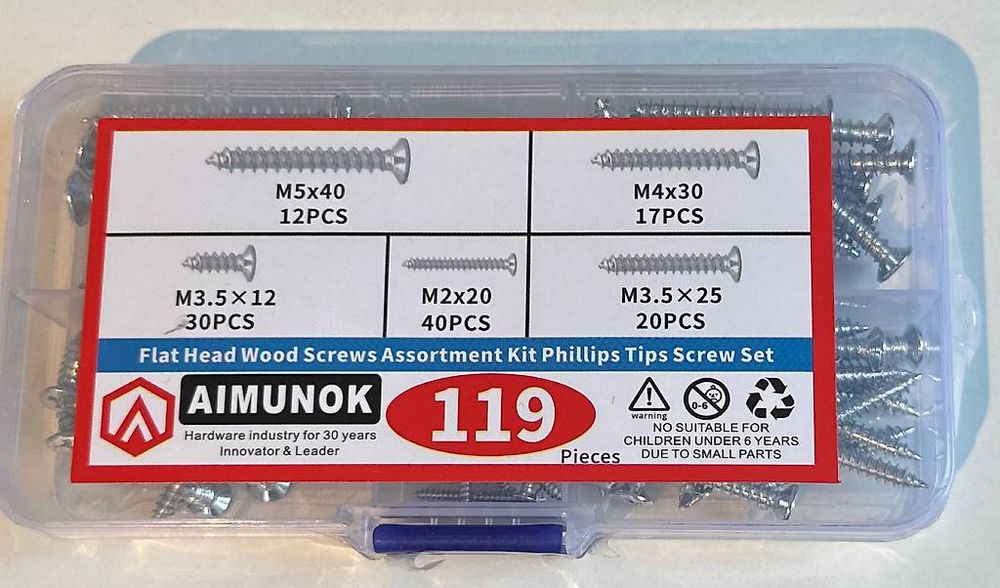 M5x40
12PCS
M4x30
17PCS
M3.5×12
30PCS
M2x20
40PCS
M3.5×25
20PCS
Flat Head Wood Screws Assortment Kit Phillips Tips Screw Set
AIMUNOK
Hardware industry for 30 years
Innovator & Leader
119
Pieces
warning
0-6
NO SUITABLE FOR
CHILDREN UNDER 6 YEARS
DUE TO SMALL PARTS